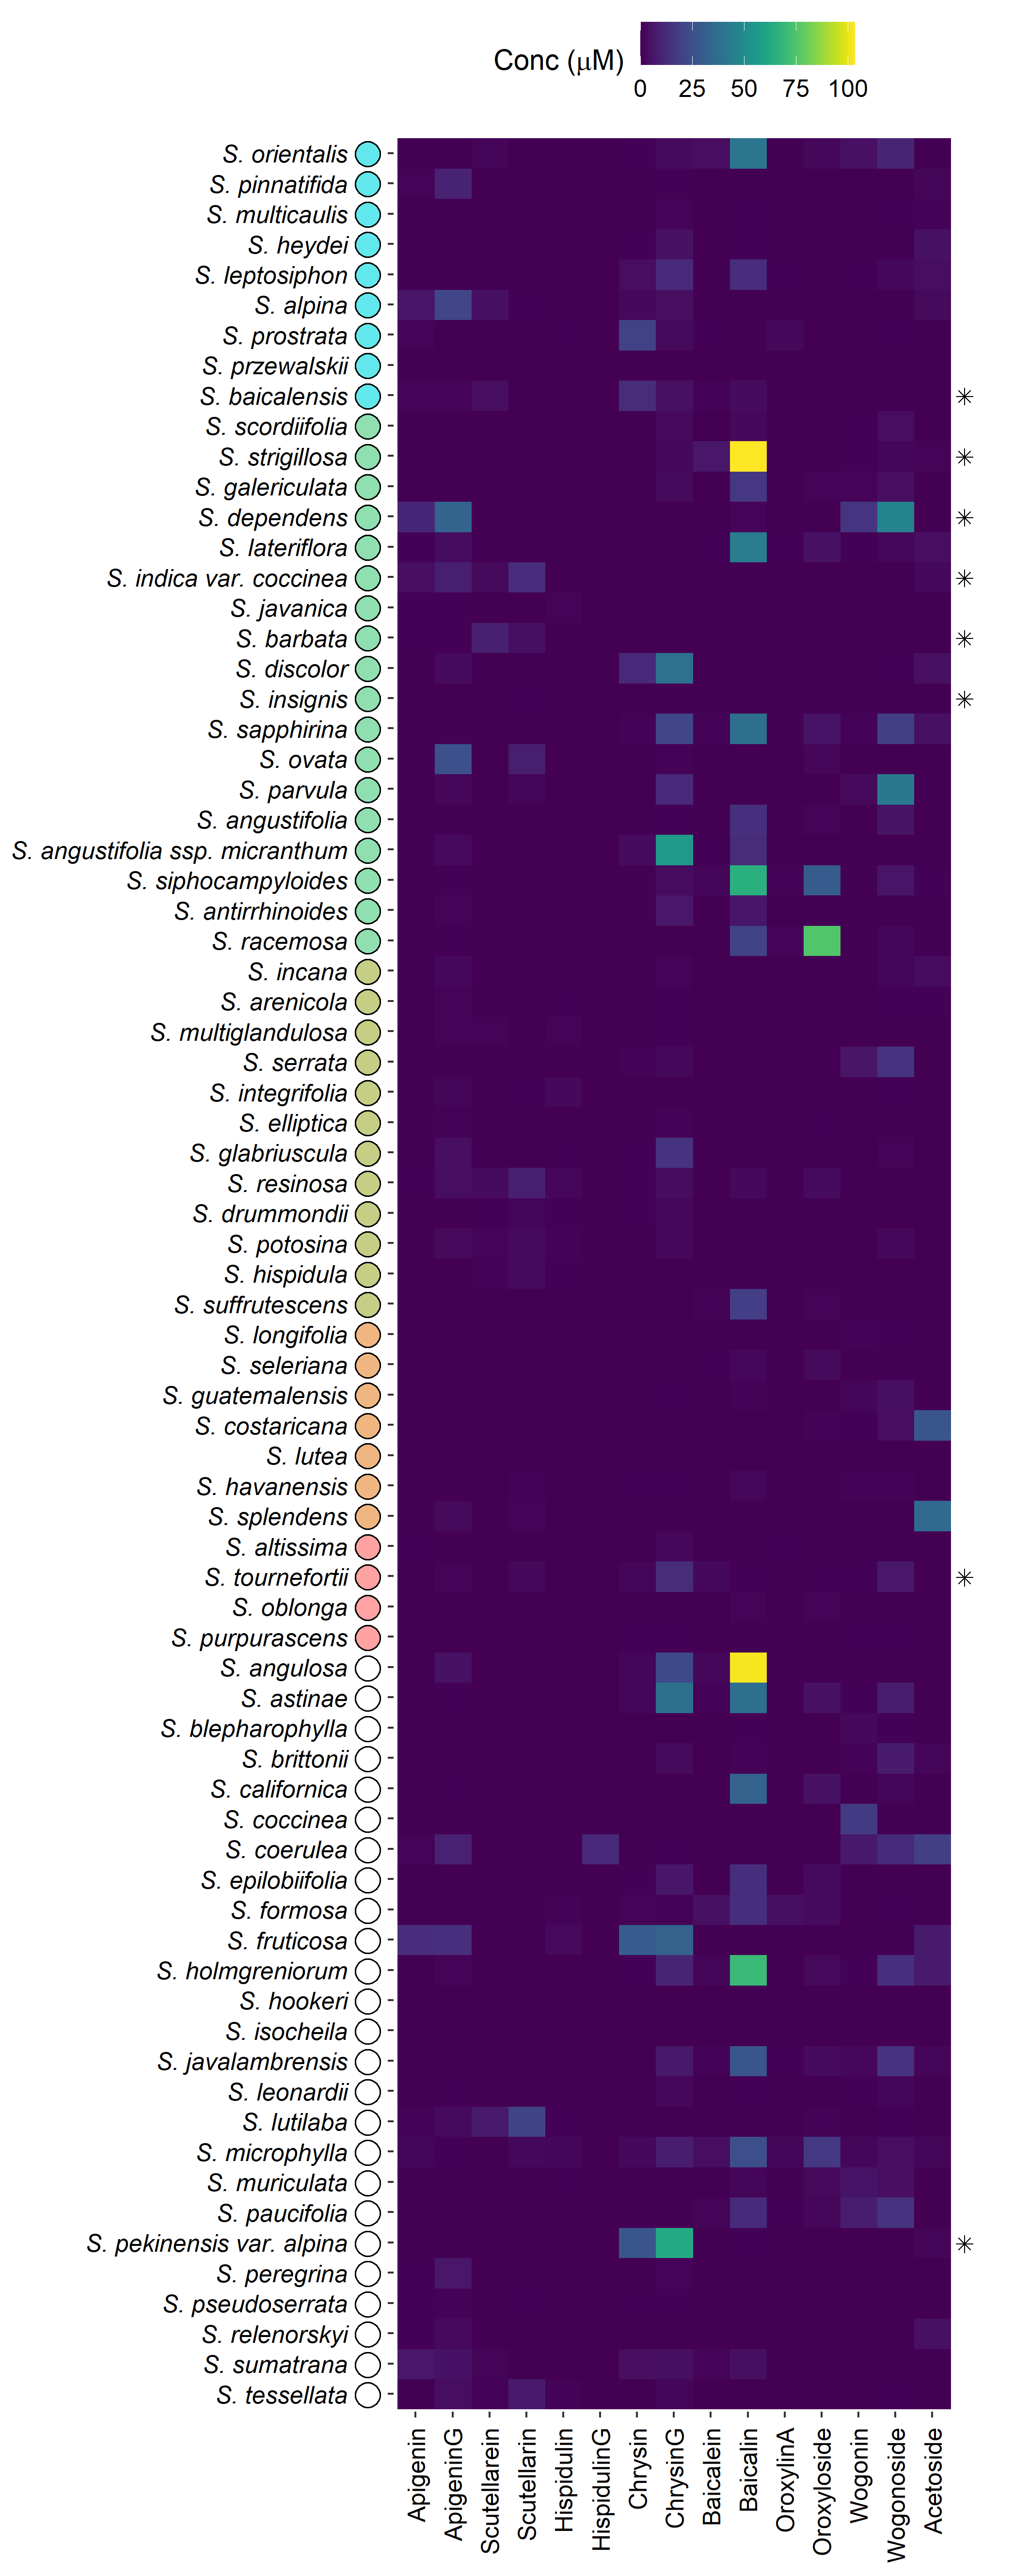 Conc (μM)
0 25 50 75 100
S. orientalis
S. pinnatifida
S. multicaulis
S. heydei
S. leptosiphon
S. alpina
S. prostrata
S. przewalskii
S. baicalensis
S. scordiifolia
S. strigillosa
S. galericulata
S. dependens
S. lateriflora
S. indica var. coccinea
S. javanica
S. barbata
S. discolor
S. insignis
S. sapphirina
S. ovata
S. parvula
S. angustifolia
S. angustifolia ssp. micranthum
S. siphocampyloides
S. antirrhinoides
S. racemosa
S. incana
S. arenicola
S. multiglandulosa
S. serrata
S. integrifolia
S. elliptica
S. glabriuscula
S. resinosa
S. drummondii
S. potosina
S. hispidula
S. suffrutescens
S. longifolia
S. seleriana
S. guatemalensis
S. costaricana
S. lutea
S. havanensis
S. splendens
S. altissima
S. tournefortii
S. oblonga
S. purpurascens
S. angulosa
S. astinae
S. blepharophylla
S. brittonii
S. californica
S. coccinea
S. coerulea
S. epilobiifolia
S. formosa
S. fruticosa
S. holmgreniorum
S. hookeri
S. isocheila
S. javalambrensis
S. leonardii
S. lutilaba
S. microphylla
S. muriculata
S. paucifolia
S. pekinensis var. alpina
S. peregrina
S. pseudoserrata
S. relenorskyi
S. sumatrana
S. tessellata
Apigenin
ApigeninG
Scutellarein
Scutellarin
Hispidulin
HispidulinG
Chrysin
ChrysinG
Baicalein
Baicalin
OroxylinA
Oroxyloside
Wogonin
Wogonoside
Acetoside